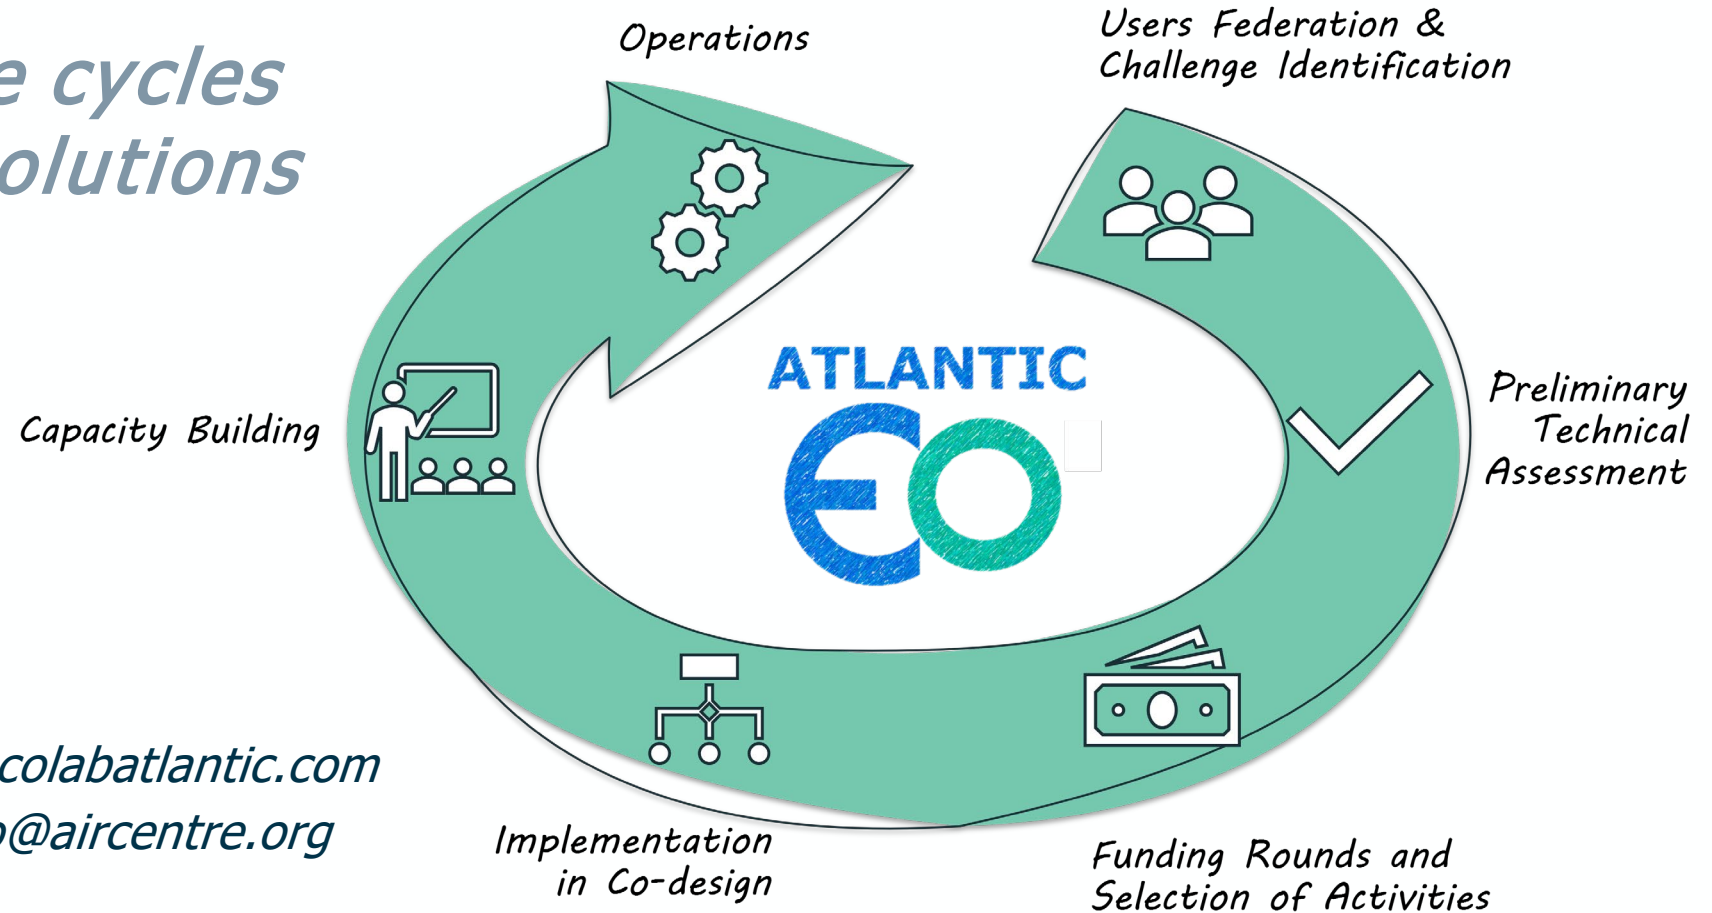 e cycles
olutions
Operations
Users Federation &
Challenge Identification
ATLANTIC
EO
Capacity Building
Preliminary
Technical
Assessment
colabatlantic.com
o@aircentre.org
Implementation
in Co-design
Funding Rounds and
Selection of Activities